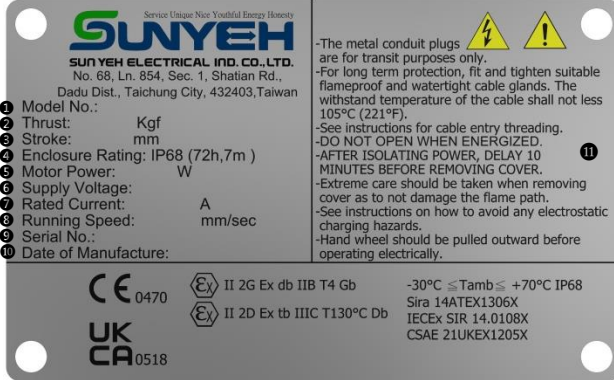 Service Unique Nice Youthful Energy Honesty
SUNYEH
SUN YEH ELECTRICAL IND. CO.,LTD.
No. 68, Ln. 854, Sec. 1, Shatian Rd.,
Dadu Dist., Taichung City, 432403,Taiwan
1 Model No.:
2 Thrust: Kgf
3 Stroke: mm
4 Enclosure Rating: IP68 (72h,7m )
5 Motor Power: W
6 Supply Voltage:
7 Rated Current: A
8 Running Speed: mm/sec
9 Serial No.:
10 Date of Manufacture:
-The metal conduit plugs
are for transit purposes only.
-For long term protection, fit and tighten suitable
flameproof and watertight cable glands. The
withstand temperature of the cable shall not less
105°C (221°F).
-See instructions for cable entry threading.
-DO NOT OPEN WHEN ENERGIZED.
-AFTER ISOLATING POWER, DELAY 10
MINUTES BEFORE REMOVING COVER.
-Extreme care should be taken when removing
cover as to not damage the flame path.
-See instructions on how to avoid any electrostatic
charging hazards.
-Hand wheel should be pulled outward before
operating electrically.
!
11
CE 0470
UK
CA 0518
Ex II 2G Ex db IIB T4 Gb
Ex II 2D Ex tb IIIC T130°C Db
-30°C ≦Tamb≦ +70°C IP68
Sira 14ATEX1306X
IECEx SIR 14.0108X
CSAE 21UKEX1205X